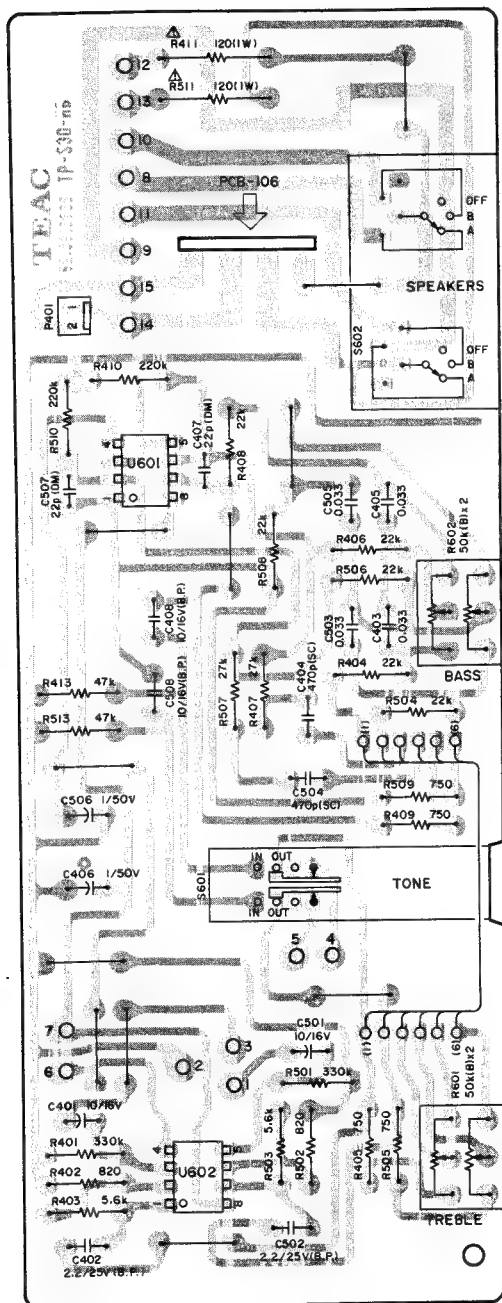 R411 120(1W)
12
R511 120(1W)
13
10
8
11
9
15
14
TEAC
PCB-106
OFF
B
A
SPEAKERS
S602
OFF
B
A
P401
1
2
R410 220k
220k
R510
C507
22p(DM)
4
5
U601
1
8
C407
22p(DM)
22k
R408
22k
R508
C505
0.033
C405
0.033
R406 22k
R506 22k
C503
0.033
C403
0.033
R404 22k
R602
50k(B)x2
BASS
R504 22k
(1)
(6)
C408
10/16V(B.P.)
C508
10/16V(B.P.)
R413 47k
R513 47k
27k
R507
27k
R407
C404
470p(SC)
C504
470p(SC)
R509 750
R409 750
C506 1/50V
C406 1/50V
S601
IN OUT
IN OUT
TONE
5
4
7
6
3
2
1
C501
10/16V
R501 330k
(1)
(6)
R601
50k(B)x2
C401 10/16V
R401 330k
R402 820
R403 5.6k
4
U602
1
8
5.6k
R503
820
R502
750
R405
750
R505
TREBLE
C402
2.2/25V(B.P.)
C502
2.2/25V(B.P.)